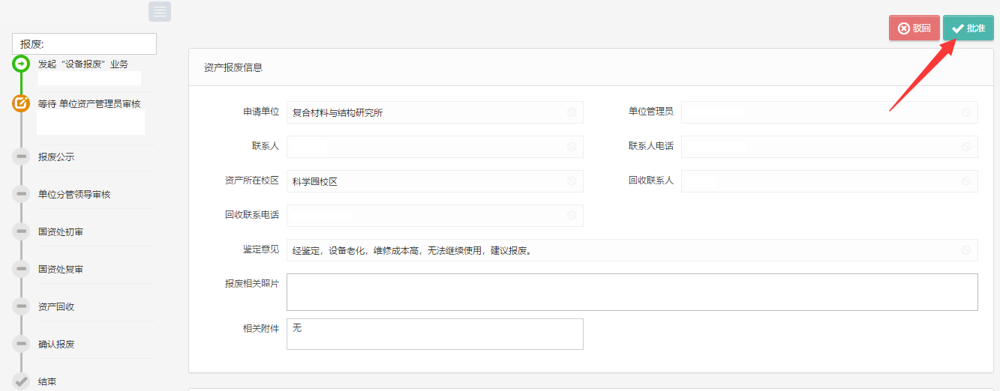 驳回
批准
报废:
发起“设备报废”业务
等待 单位资产管理员审核
报废公示
单位分管领导审核
国资处初审
国资处复审
资产回收
确认报废
结束
资产报废信息
申请单位 复合材料与结构研究所 单位管理员
联系人 联系人电话
资产所在校区 科学园校区 回收联系人
回收联系电话
鉴定意见 经鉴定，设备老化，维修成本高，无法继续使用，建议报废。
报废相关照片
相关附件 无